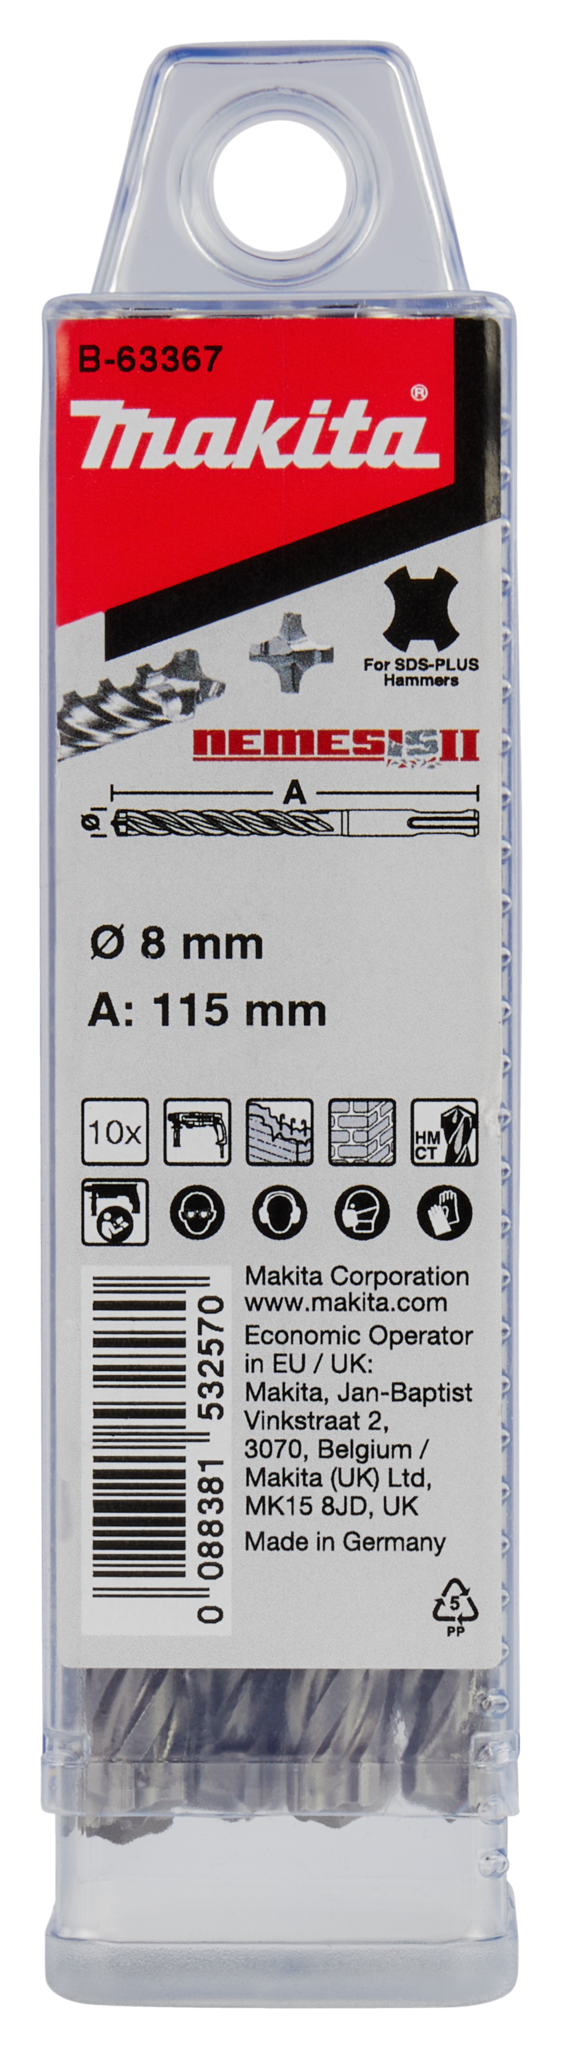 B-63367
makita®
For SDS-PLUS
Hammers
NEMESIS II
A
Ø
Ø 8 mm
A: 115 mm
10x
HM
CT
Makita Corporation
www.makita.com
Economic Operator
in EU / UK:
Makita, Jan-Baptist
Vinkstraat 2,
3070, Belgium /
Makita (UK) Ltd,
MK15 8JD, UK
Made in Germany
0 088381 532570
5
PP